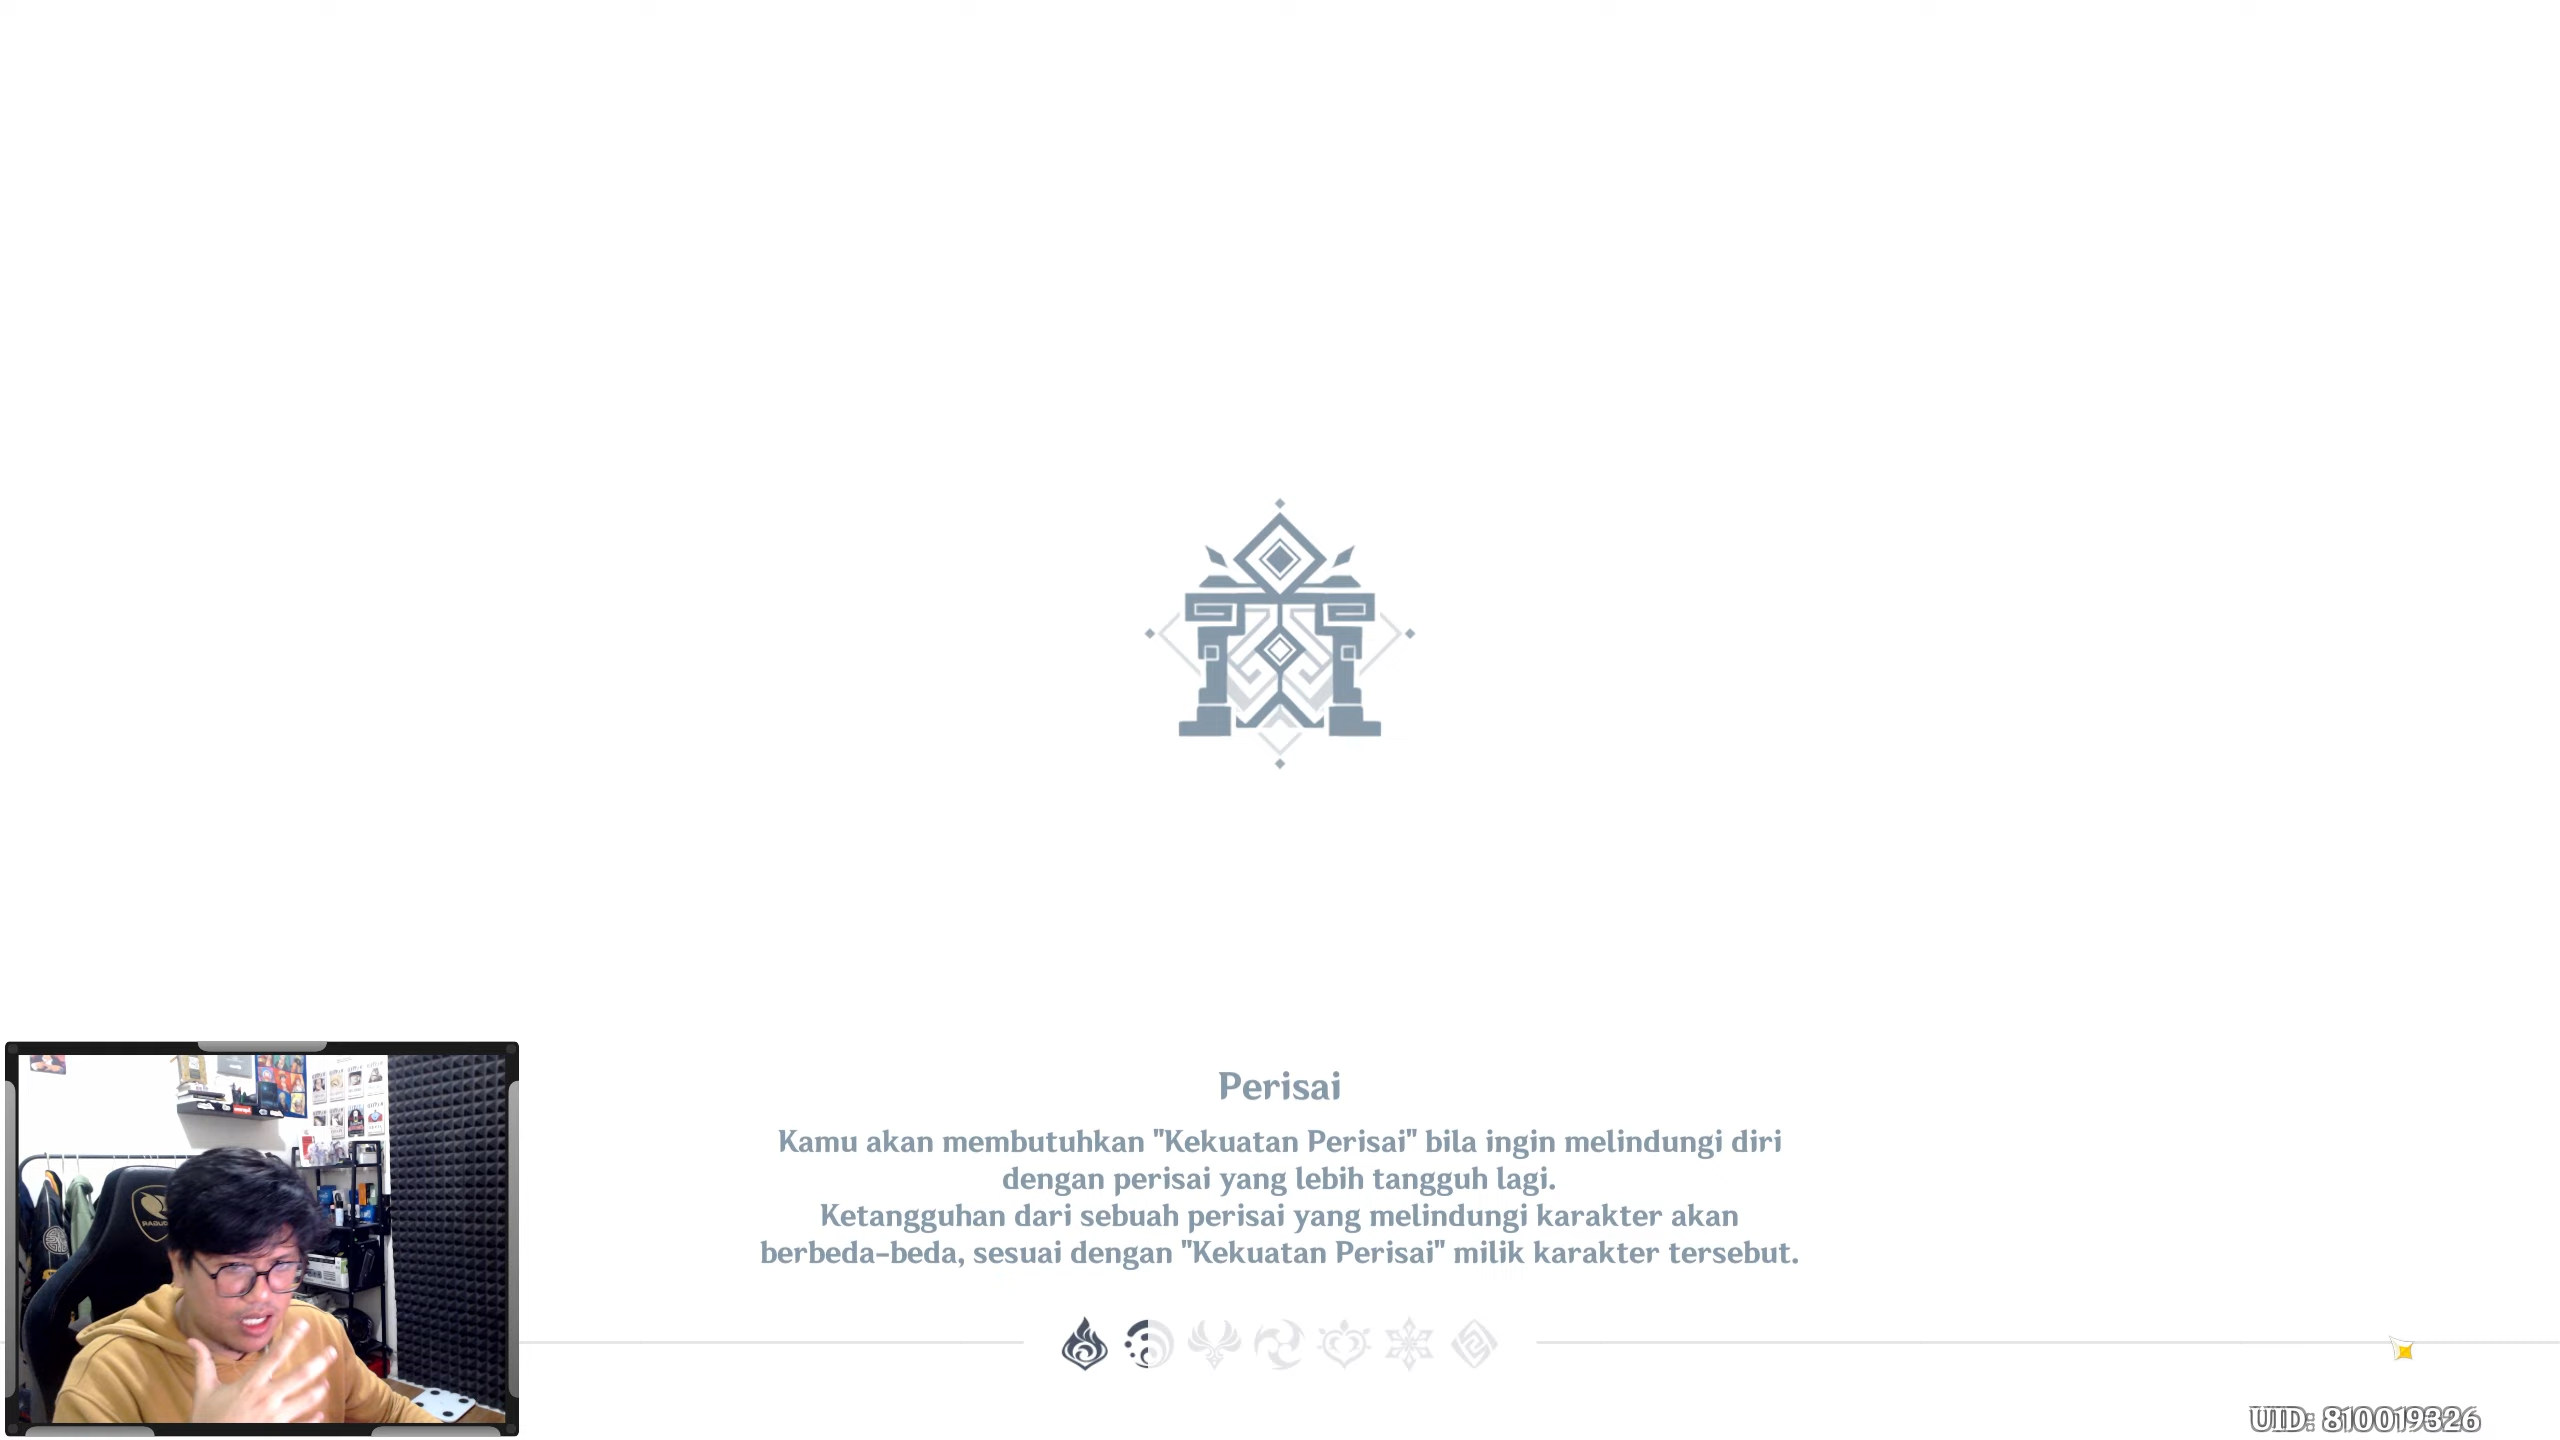 Perisai
Kamu akan membutuhkan "Kekuatan Perisai" bila ingin melindungi diri
dengan perisai yang lebih tangguh lagi.
Ketangguhan dari sebuah perisai yang melindungi karakter akan
berbeda-beda, sesuai dengan "Kekuatan Perisai" milik karakter tersebut.
UID: 810019326